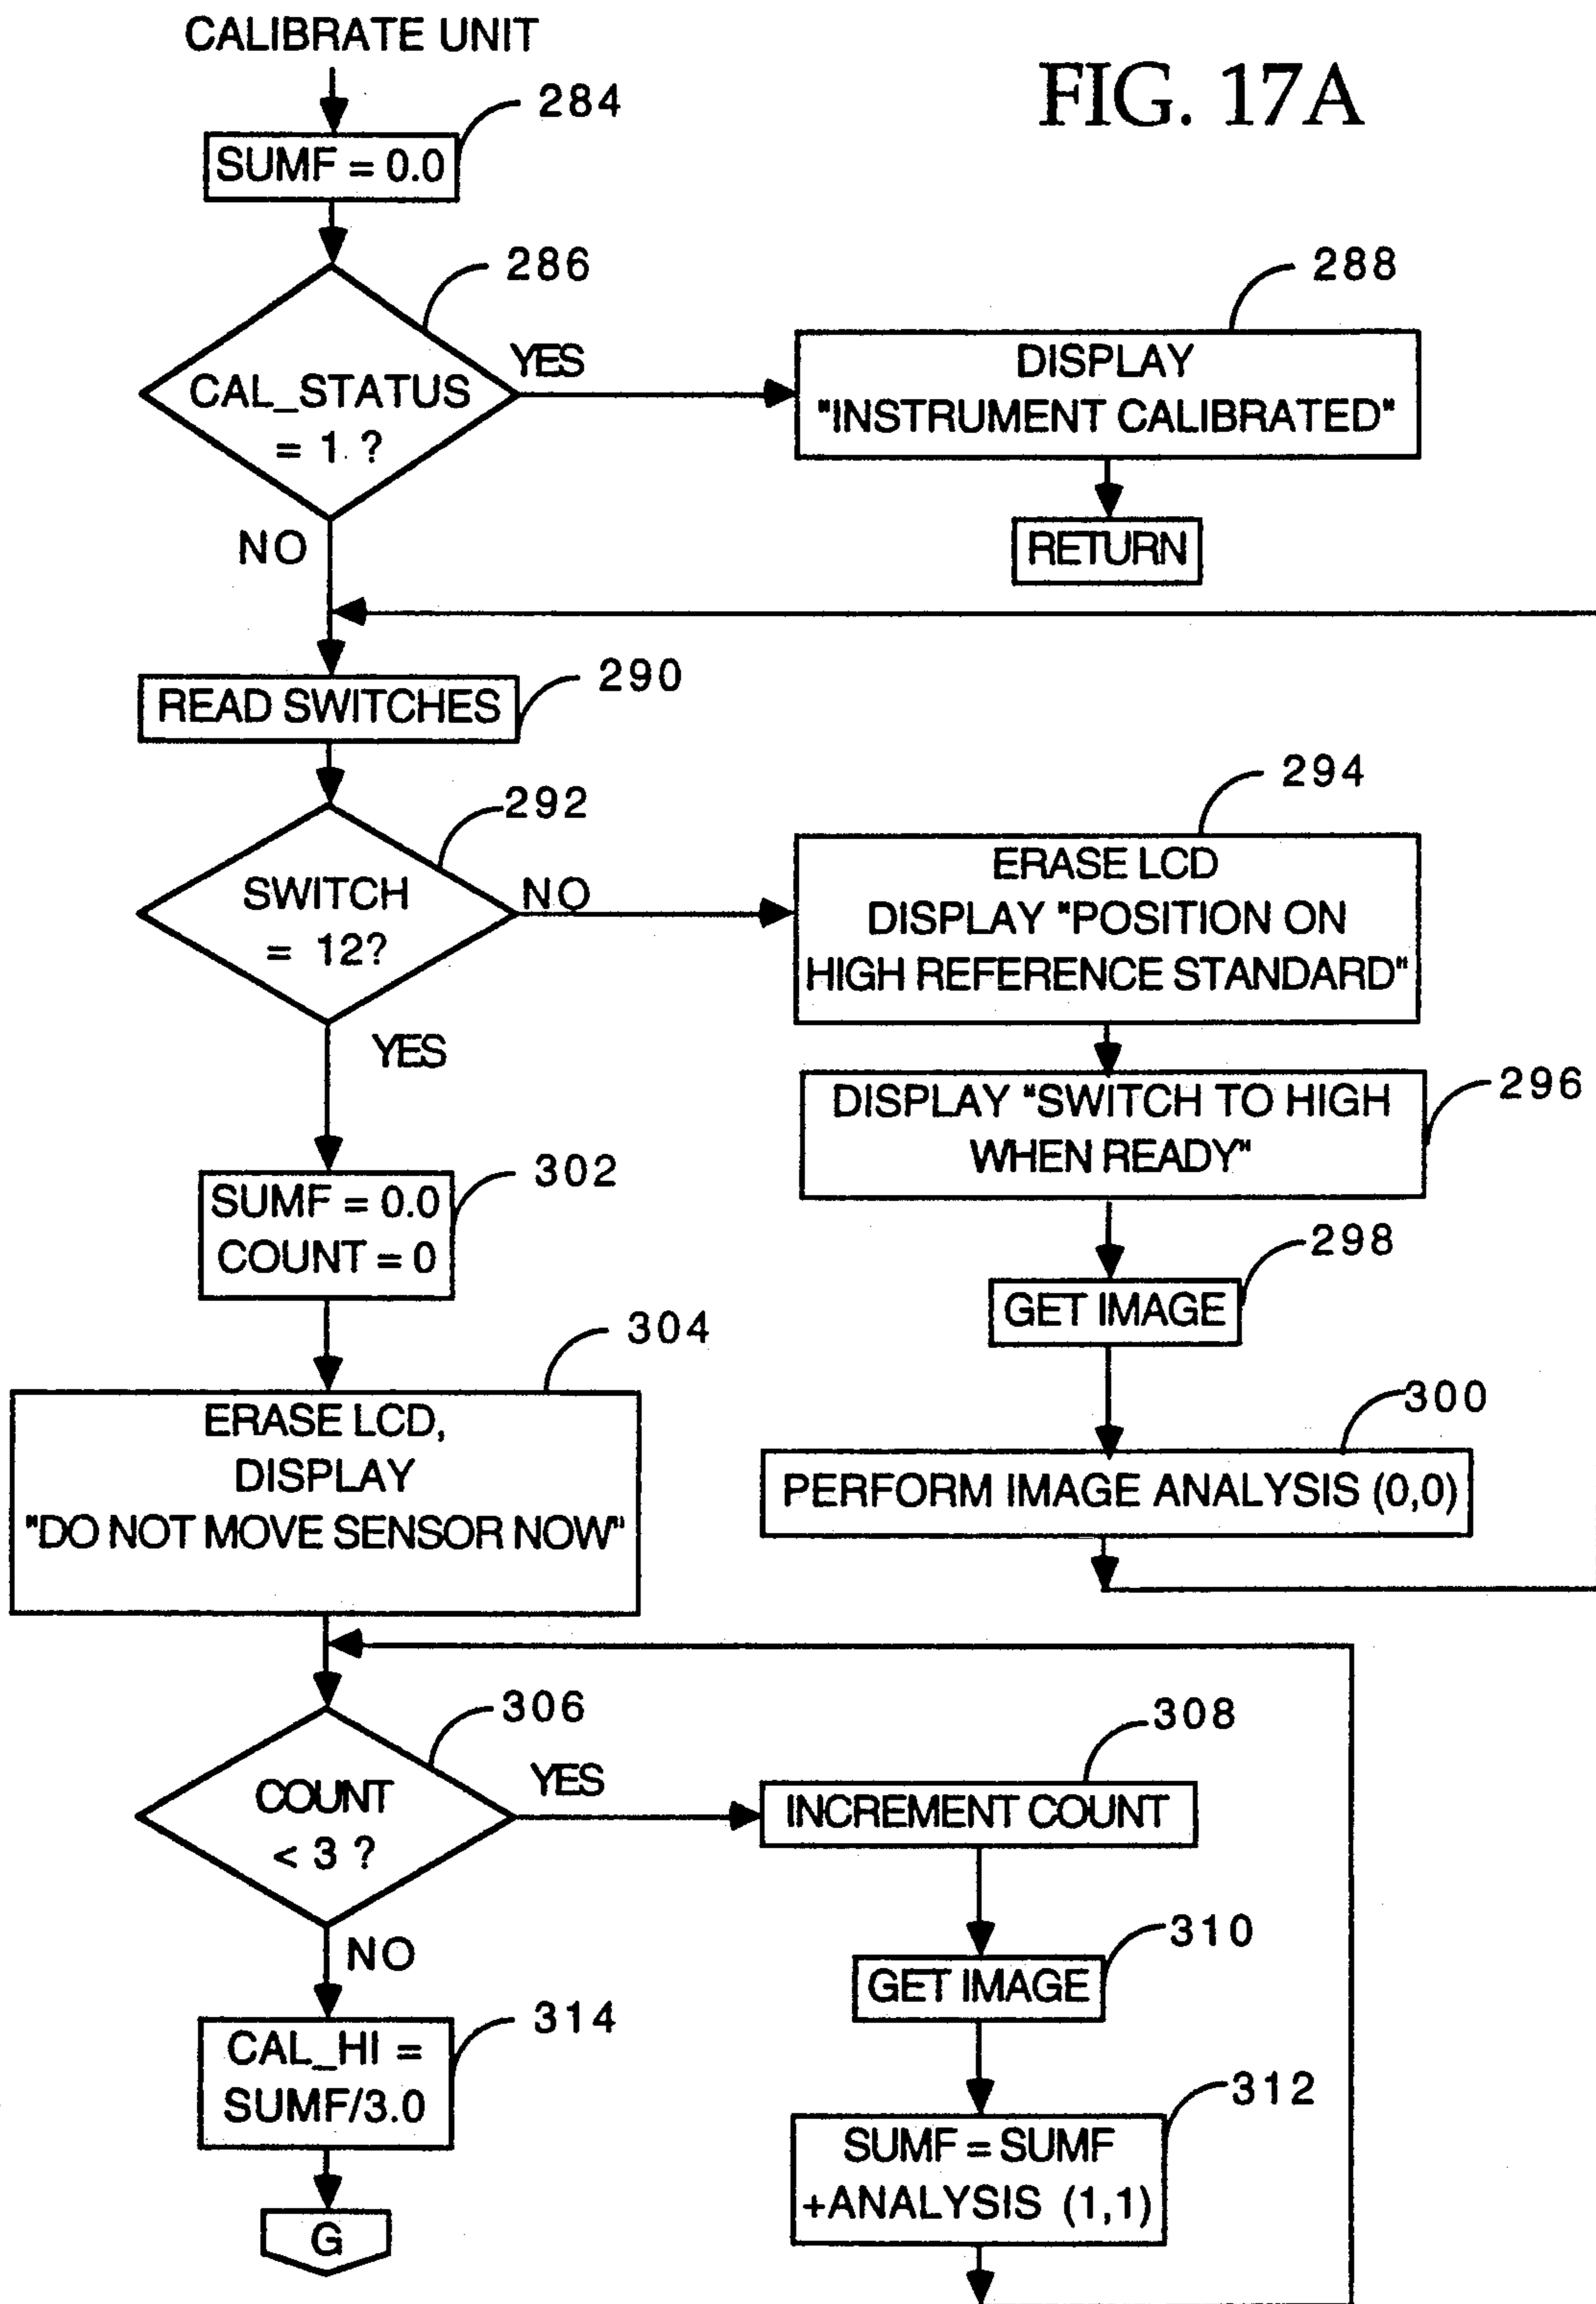 CALIBRATE UNIT
FIG. 17A
284
SUMF = 0.0
286
CAL_STATUS
= 1 ?
YES
NO
288
DISPLAY
"INSTRUMENT CALIBRATED"
RETURN
290
READ SWITCHES
292
SWITCH
= 12?
NO
YES
294
ERASE LCD
DISPLAY "POSITION ON
HIGH REFERENCE STANDARD"
296
DISPLAY "SWITCH TO HIGH
WHEN READY"
298
GET IMAGE
300
PERFORM IMAGE ANALYSIS (0,0)
302
SUMF = 0.0
COUNT = 0
304
ERASE LCD,
DISPLAY
"DO NOT MOVE SENSOR NOW"
306
COUNT
< 3 ?
YES
NO
308
INCREMENT COUNT
310
GET IMAGE
312
SUMF = SUMF
+ANALYSIS (1,1)
314
CAL_HI =
SUMF/3.0
G